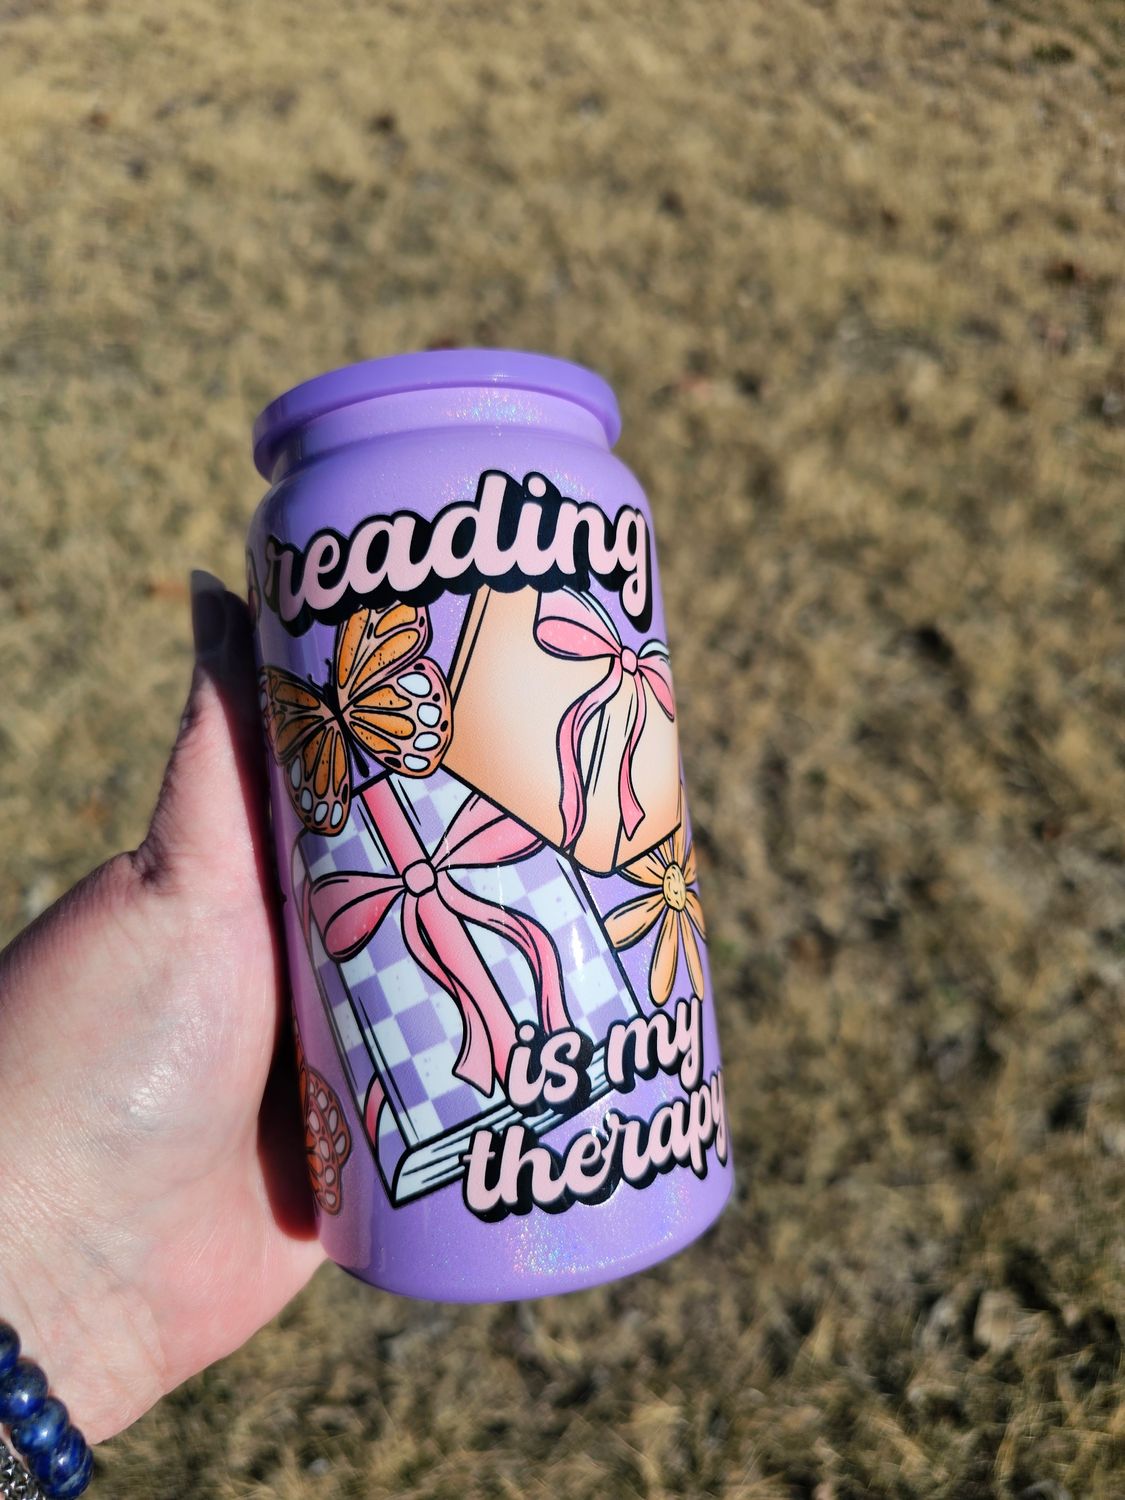 reading
is my
therapy